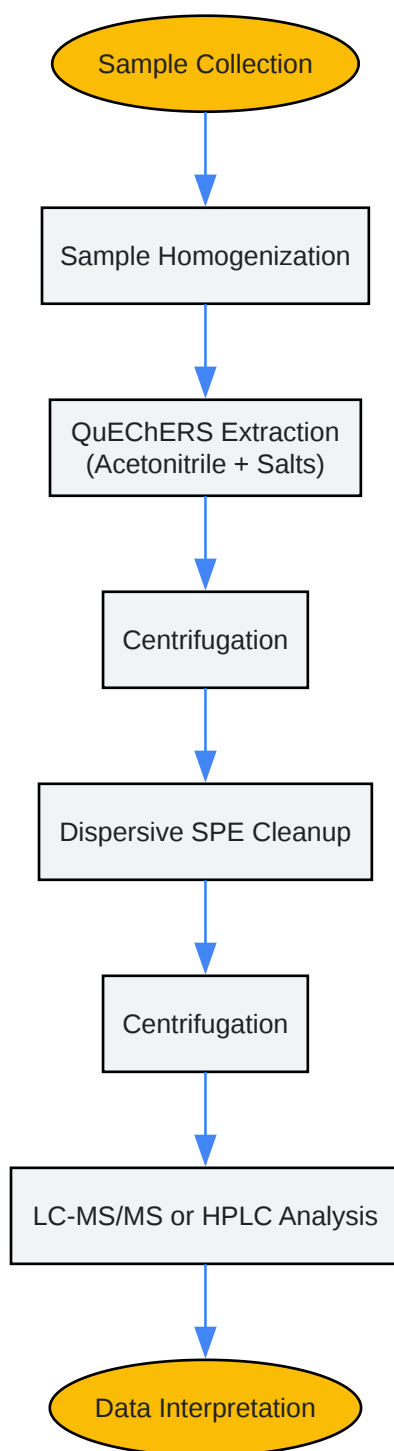 Sample Collection
Sample Homogenization
QuEChERS Extraction
(Acetonitrile + Salts)
Centrifugation
Dispersive SPE Cleanup
Centrifugation
LC-MS/MS or HPLC Analysis
Data Interpretation